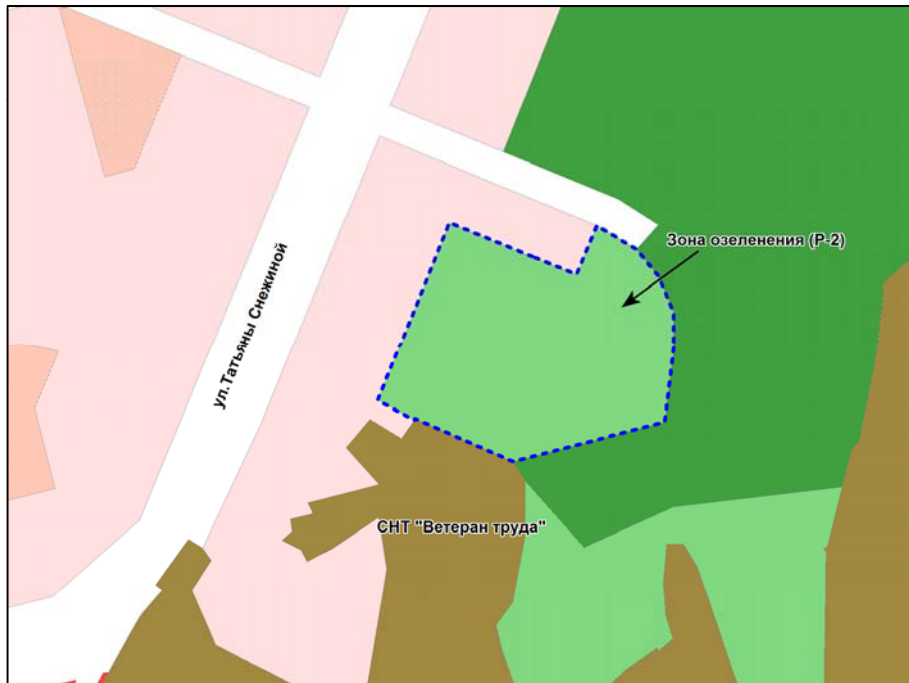 Зона озеленения (Р-2)
ул.Татьяны Снежиной
СНТ "Ветеран труда"